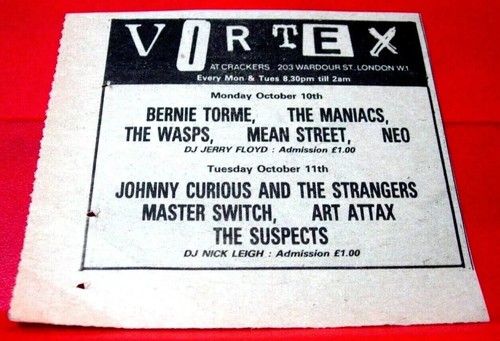 VORTEX
AT CRACKERS : 203 WARDOUR ST., LONDON W1.
Every Mon & Tues 8.30pm till 2am
Monday October 10th
BERNIE TORME, THE MANIACS,
THE WASPS, MEAN STREET, NEO
DJ JERRY FLOYD : Admission £1.00
Tuesday October 11th
JOHNNY CURIOUS AND THE STRANGERS
MASTER SWITCH, ART ATTAX
THE SUSPECTS
DJ NICK LEIGH : Admission £1.00